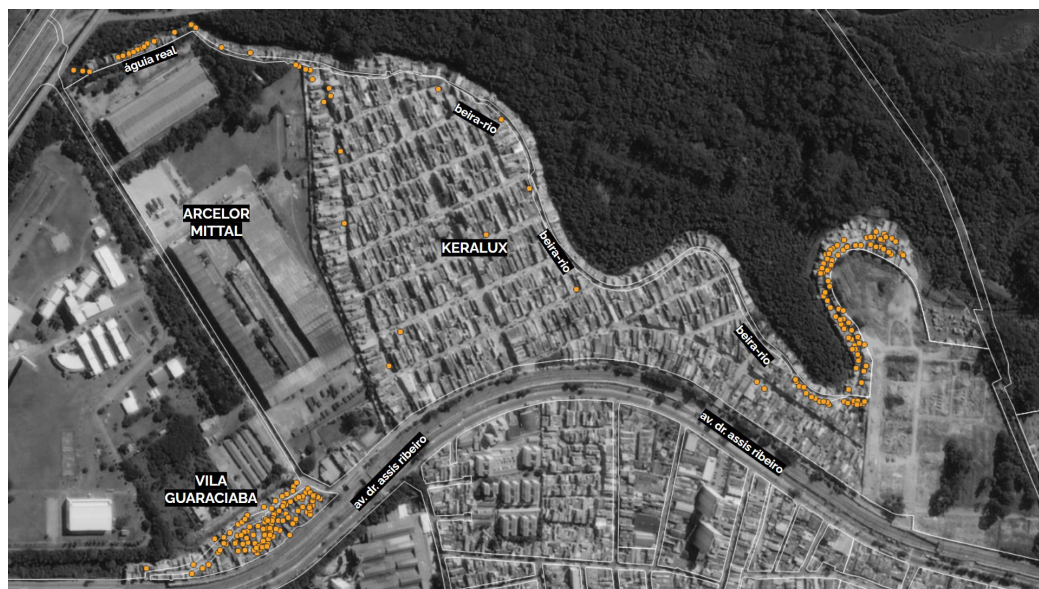 águia real
beira-rio
ARCELOR
MITTAL
KERALUX
beira-rio
beira-rio
av. dr. assis ribeiro
av. dr. assis ribeiro
VILA
GUARACIABA